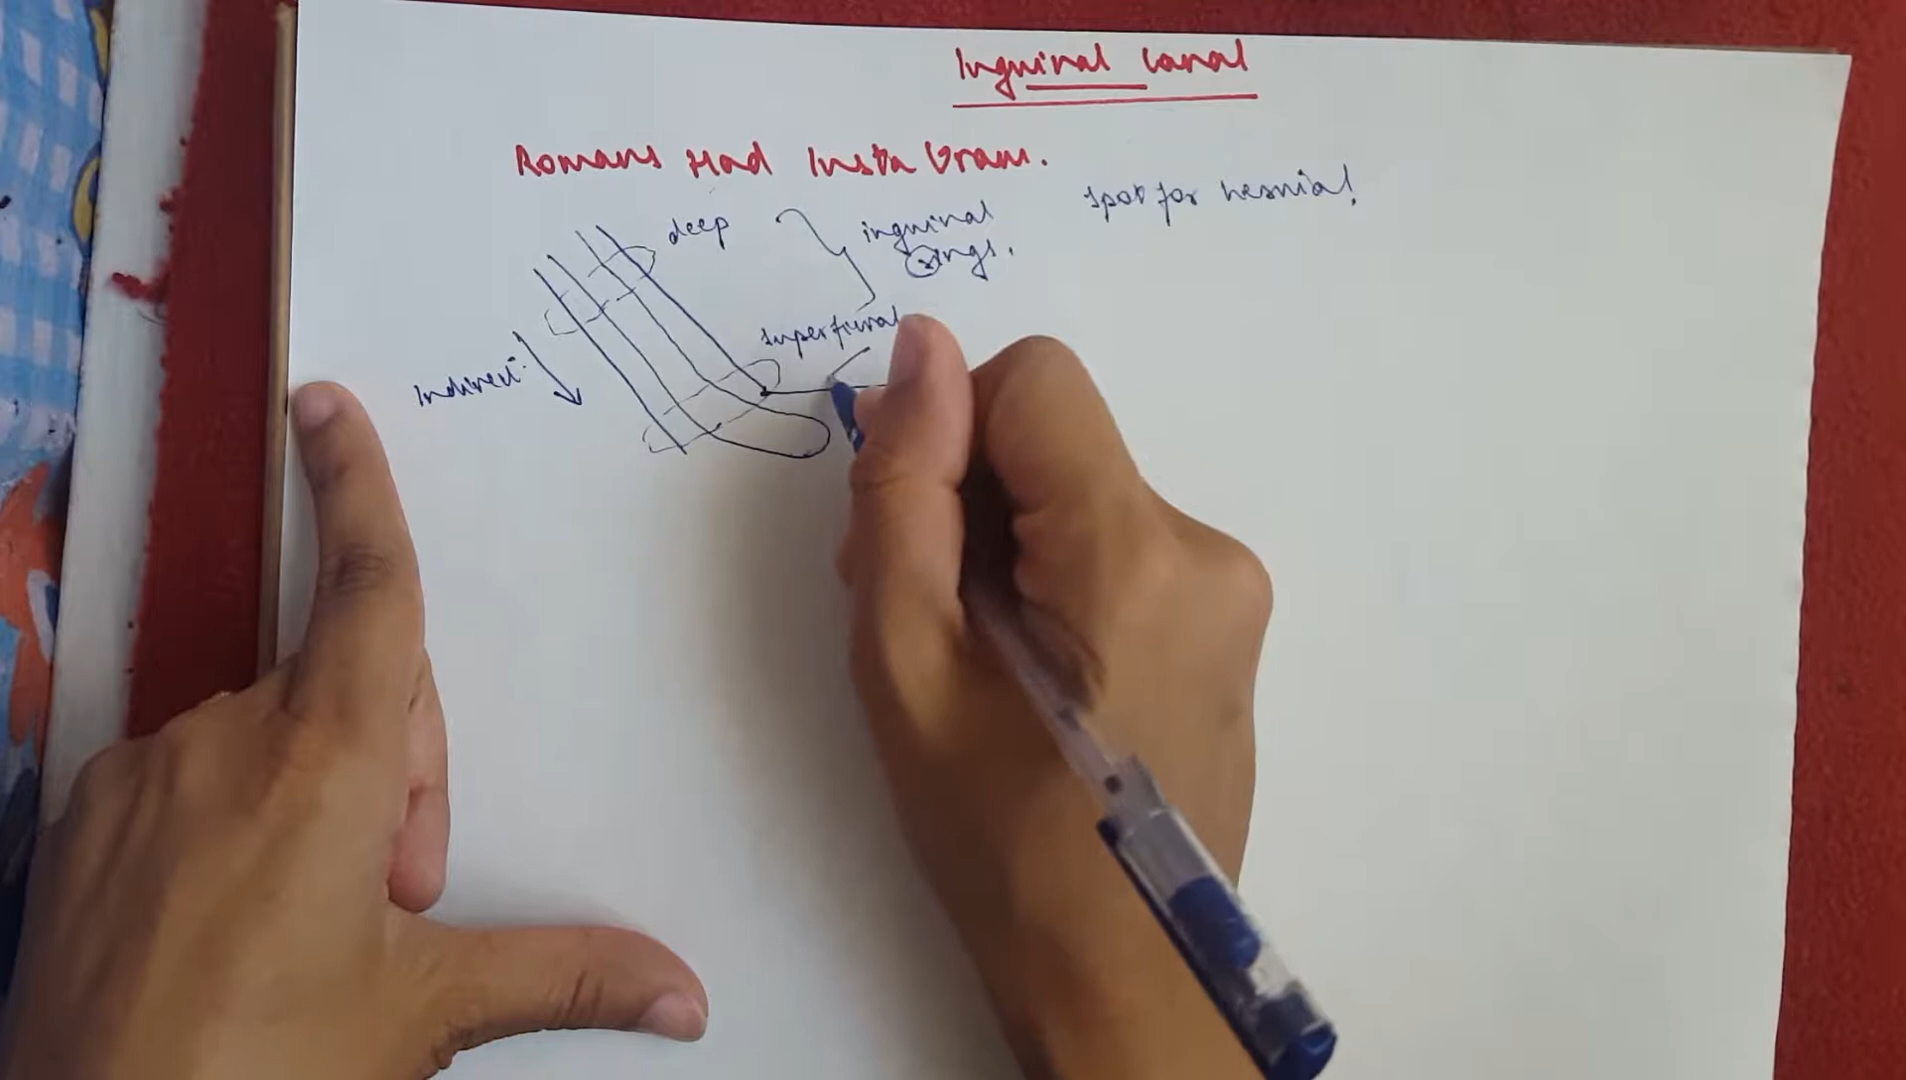 Inguinal Canal
Romans Had Insta Gram.
spot for hernia!
deep
inguinal
rings.
superficial
Indirect